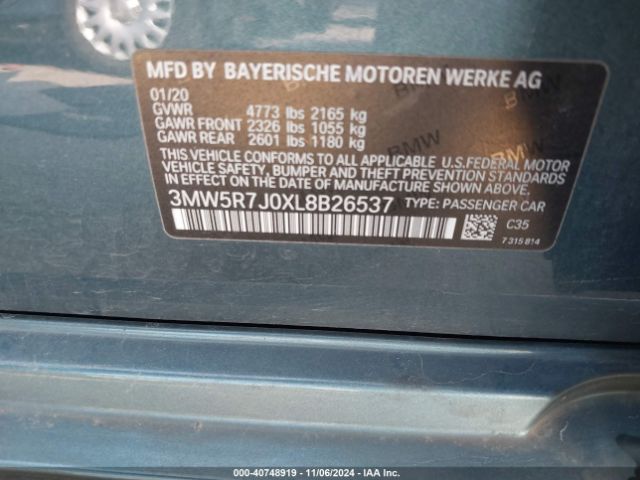 MFD BY BAYERISCHE MOTOREN WERKE AG
01/20
GVWR 4773 lbs 2165 kg
GAWR FRONT 2326 lbs 1055 kg
GAWR REAR 2601 lbs 1180 kg
THIS VEHICLE CONFORMS TO ALL APPLICABLE U.S.FEDERAL MOTOR
VEHICLE SAFETY, BUMPER AND THEFT PREVENTION STANDARDS
IN EFFECT ON THE DATE OF MANUFACTURE SHOWN ABOVE.
3MW5R7J0XL8B26537 TYPE: PASSENGER CAR
C35
7 315 814
000-40748919 - 11/06/2024 - IAA Inc.